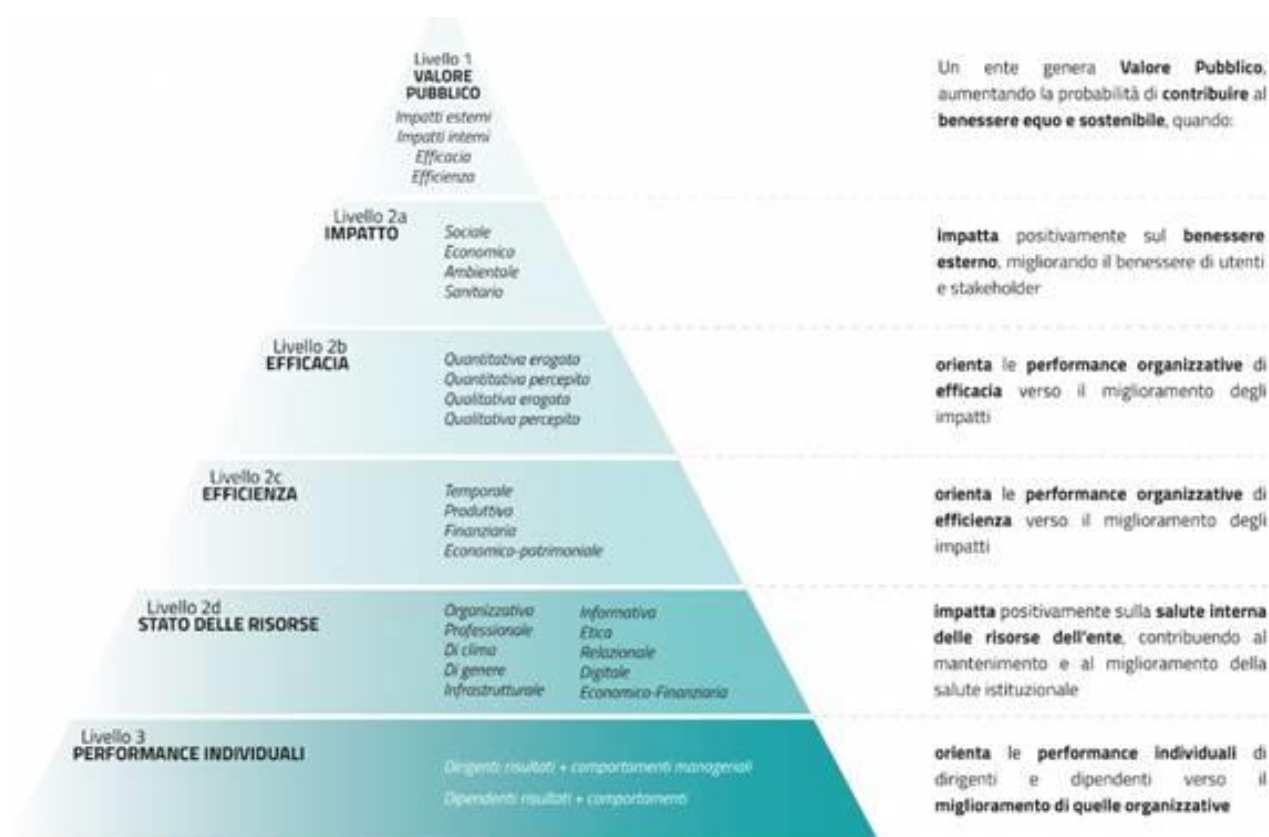 Livello 1
VALORE
PUBBLICO
Impatti esterni
Impatti interni
Efficacia
Efficienza
Un ente genera Valore Pubblico,
aumentando la probabilità di contribuire al
benessere equo e sostenibile, quando:
Livello 2a
IMPATTO
Sociale
Economico
Ambientale
Sanitario
impatta positivamente sul benessere
esterno, migliorando il benessere di utenti
e stakeholder
Livello 2b
EFFICACIA
Quantitativa erogata
Quantitativa percepita
Qualitativa erogata
Qualitativa percepita
orienta le performance organizzative di
efficacia verso il miglioramento degli
impatti
Livello 2c
EFFICIENZA
Temporale
Produttiva
Finanziaria
Economico-patrimoniale
orienta le performance organizzative di
efficienza verso il miglioramento degli
impatti
Livello 2d
STATO DELLE RISORSE
Organizzativa
Professionale
Di clima
Di genere
Infrastrutturale
Informativa
Etica
Relazionale
Digitale
Economico-Finanziaria
impatta positivamente sulla salute interna
delle risorse dell'ente, contribuendo al
mantenimento e al miglioramento della
salute istituzionale
Livello 3
PERFORMANCE INDIVIDUALI
Dirigenti risultati + comportamenti manageriali
Dipendenti risultati + comportamenti
orienta le performance individuali di
dirigenti e dipendenti verso il
miglioramento di quelle organizzative